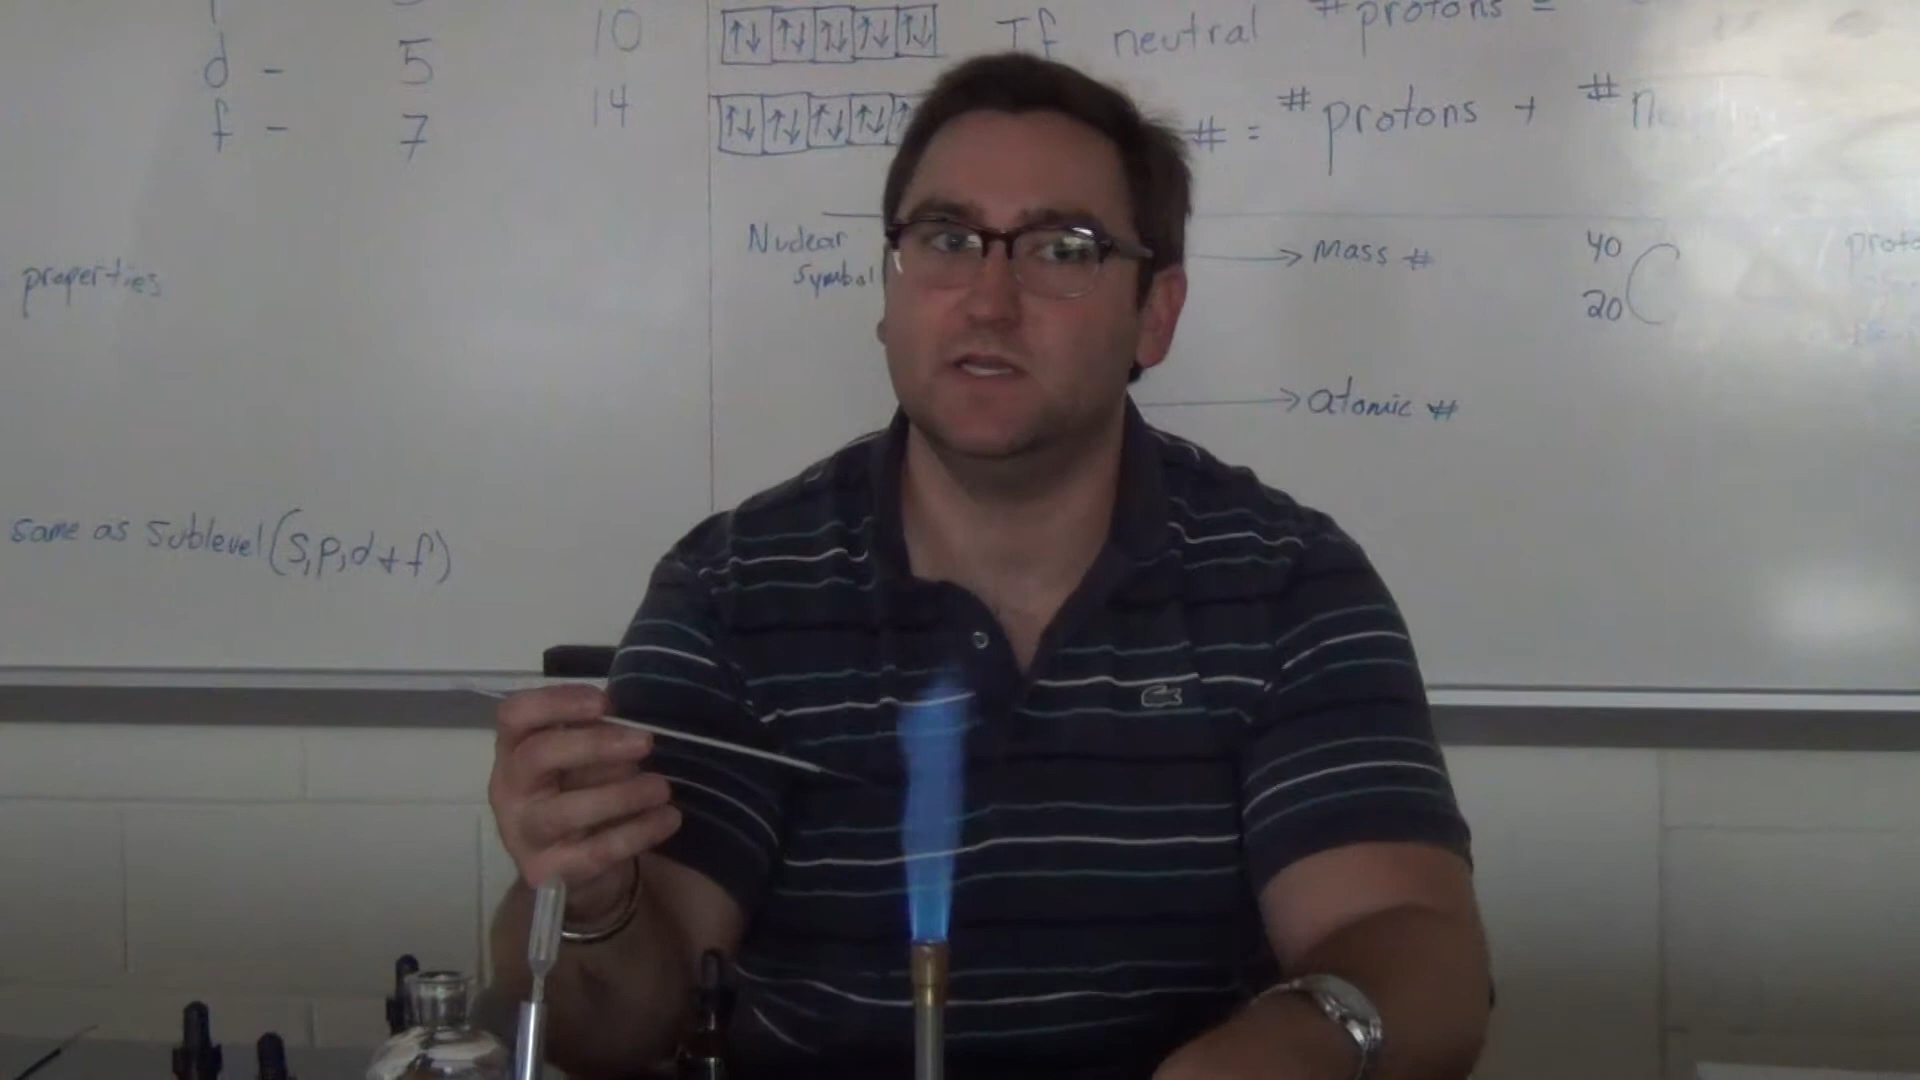 d - 5 10
f - 7 14
properties
same as sublevel (s,p,d + f)
If neutral #protons =
# = #protons + #
Nuclear
symbol
mass #
40
20 C
atomic #